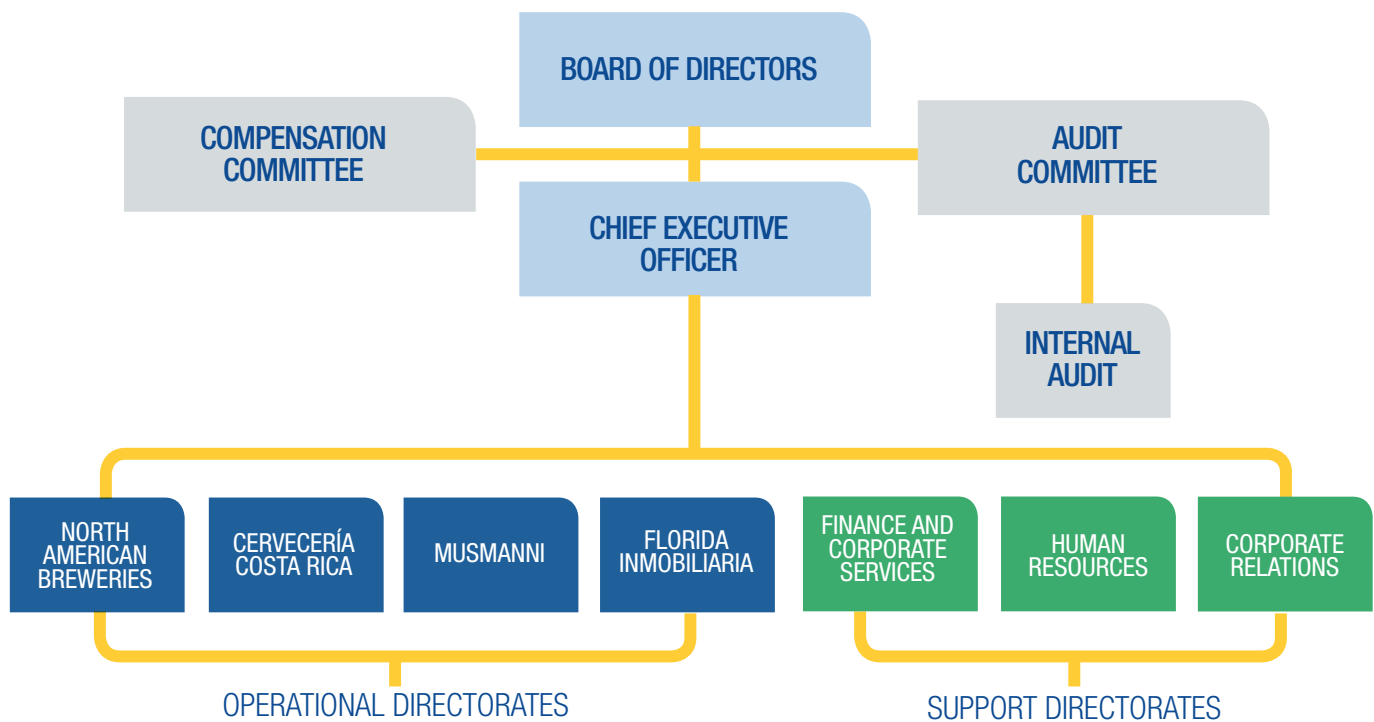 BOARD OF DIRECTORS
COMPENSATION
COMMITTEE
AUDIT
COMMITTEE
CHIEF EXECUTIVE
OFFICER
INTERNAL
AUDIT
NORTH
AMERICAN
BREWERIES
CERVECERÍA
COSTA RICA
MUSMANNI
FLORIDA
INMOBILIARIA
FINANCE AND
CORPORATE
SERVICES
HUMAN
RESOURCES
CORPORATE
RELATIONS
OPERATIONAL DIRECTORATES
SUPPORT DIRECTORATES